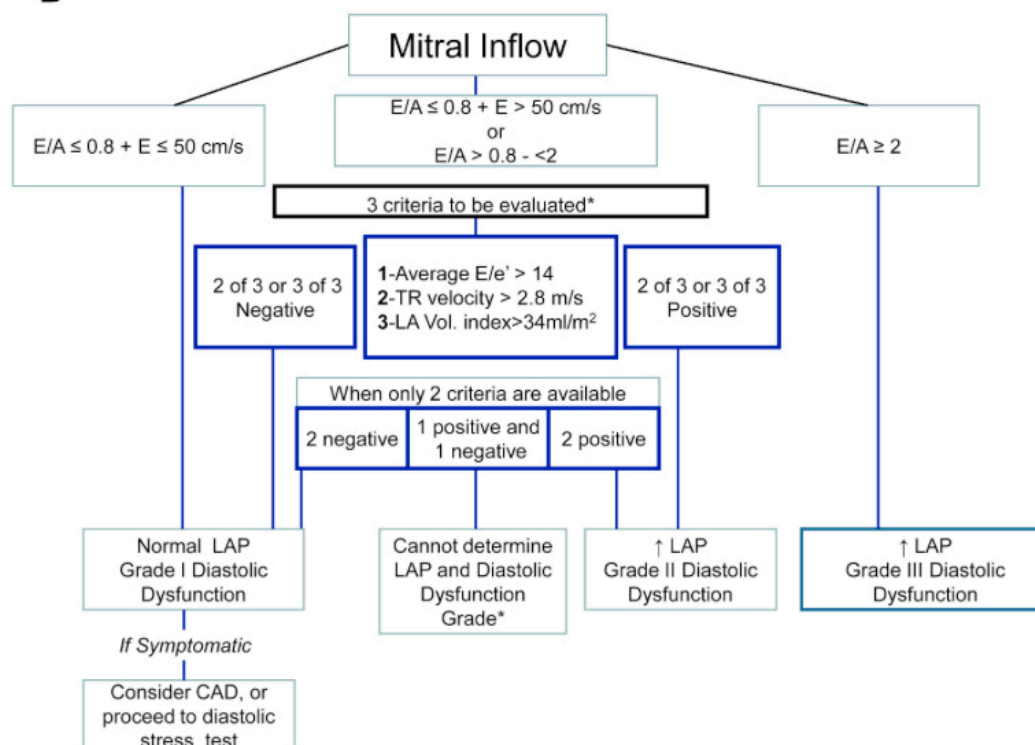 Mitral Inflow
E/A ≤ 0.8 + E ≤ 50 cm/s
E/A ≤ 0.8 + E > 50 cm/s
or
E/A > 0.8 - <2
E/A ≥ 2
3 criteria to be evaluated*
2 of 3 or 3 of 3
Negative
1-Average E/e' > 14
2-TR velocity > 2.8 m/s
3-LA Vol. index>34ml/m²
2 of 3 or 3 of 3
Positive
When only 2 criteria are available
2 negative
1 positive and
1 negative
2 positive
Normal LAP
Grade I Diastolic
Dysfunction
Cannot determine
LAP and Diastolic
Dysfunction
Grade*
↑ LAP
Grade II Diastolic
Dysfunction
↑ LAP
Grade III Diastolic
Dysfunction
If Symptomatic
Consider CAD, or
proceed to diastolic
stress test